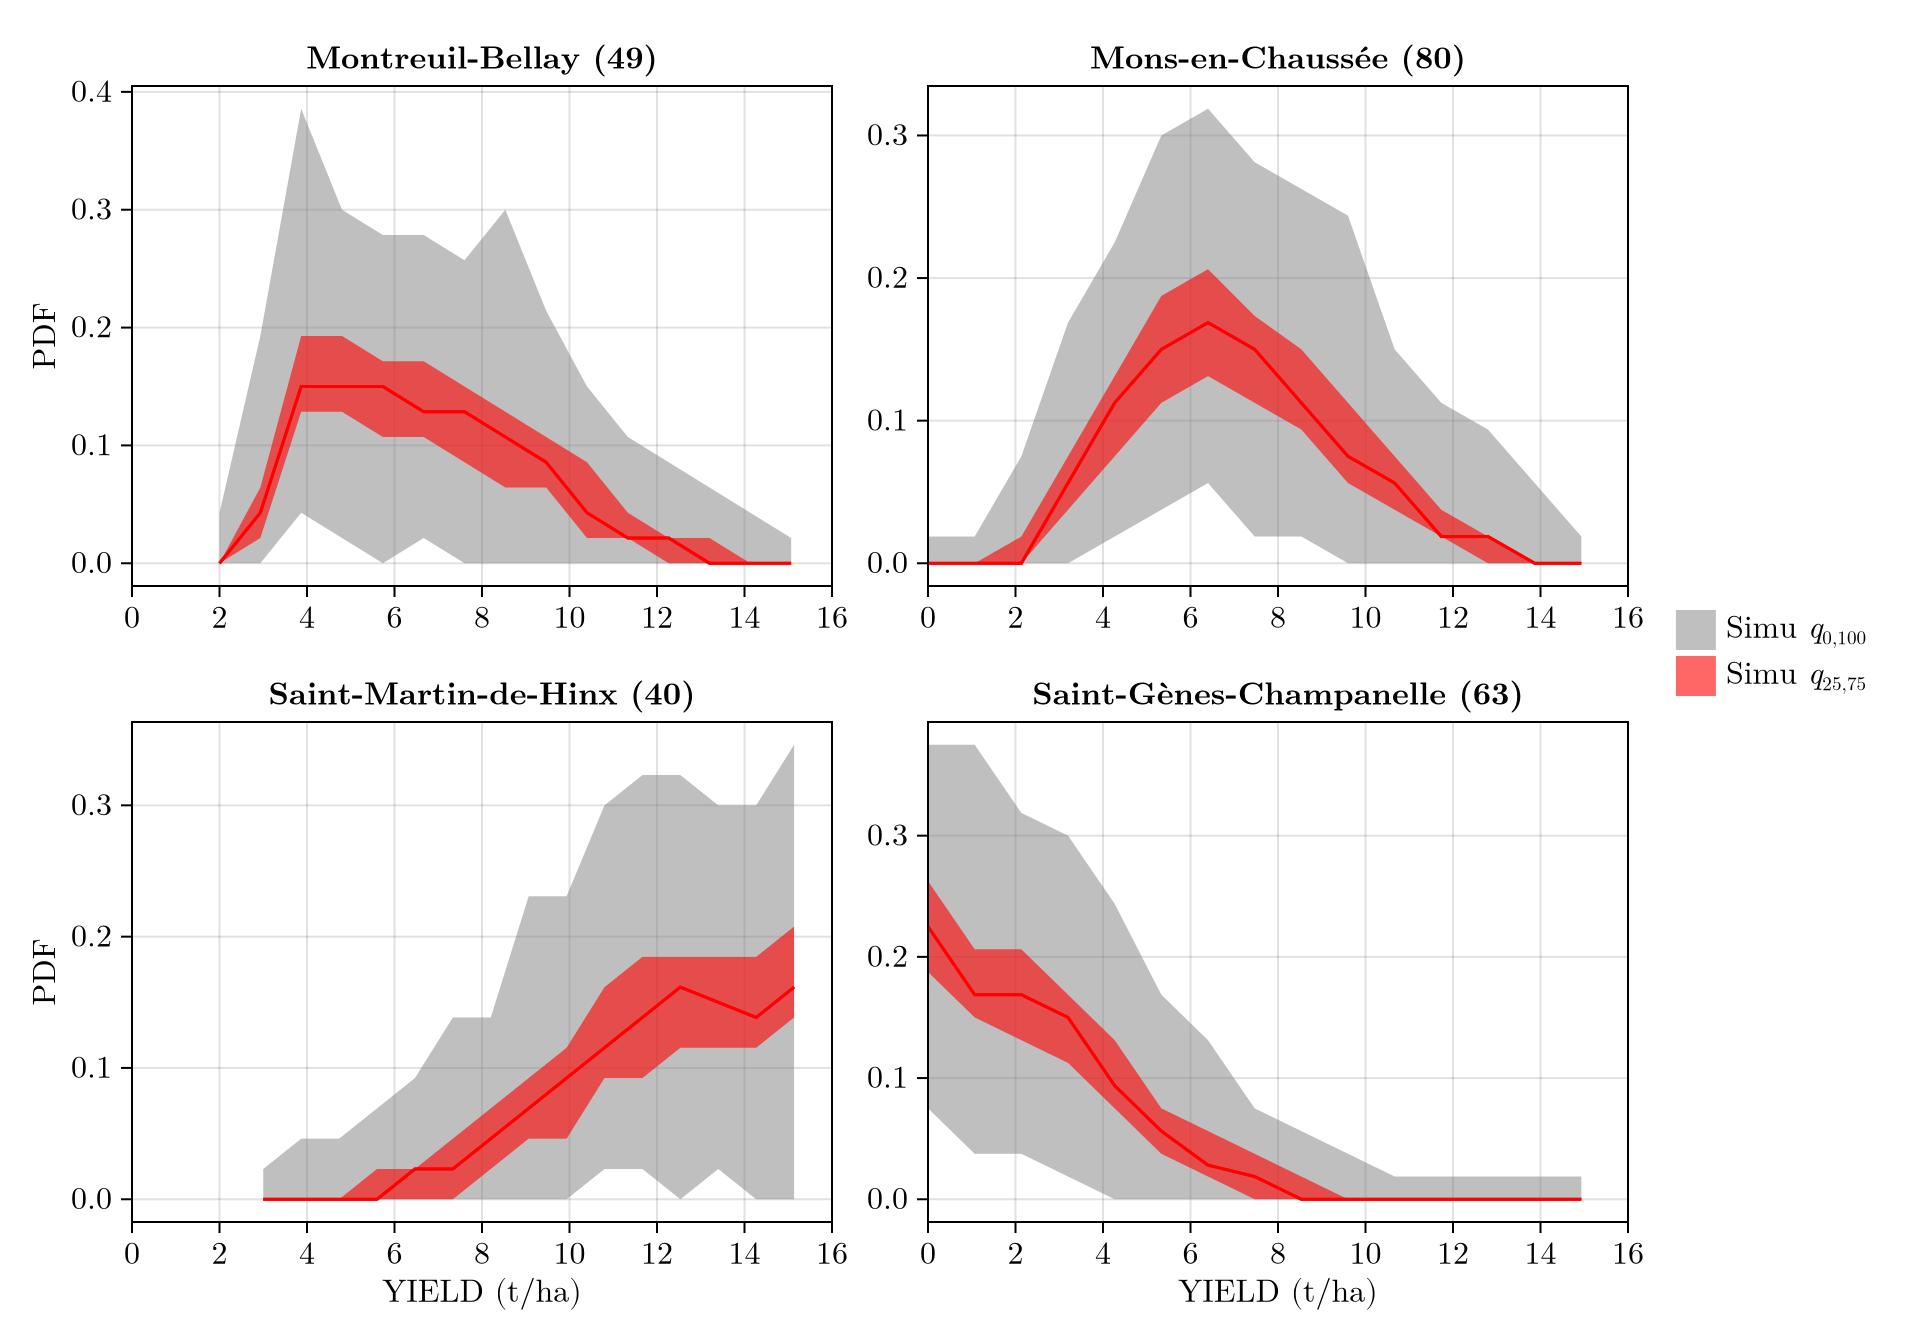 Montreuil-Bellay (49)
0.4
0.3
0.2
0.1
0.0
PDF
0 2 4 6 8 10 12 14 16
Mons-en-Chaussée (80)
0.3
0.2
0.1
0.0
0 2 4 6 8 10 12 14 16
Simu q0,100
Simu q25,75
Saint-Martin-de-Hinx (40)
0.3
0.2
0.1
0.0
PDF
0 2 4 6 8 10 12 14 16
YIELD (t/ha)
Saint-Gènes-Champanelle (63)
0.3
0.2
0.1
0.0
0 2 4 6 8 10 12 14 16
YIELD (t/ha)